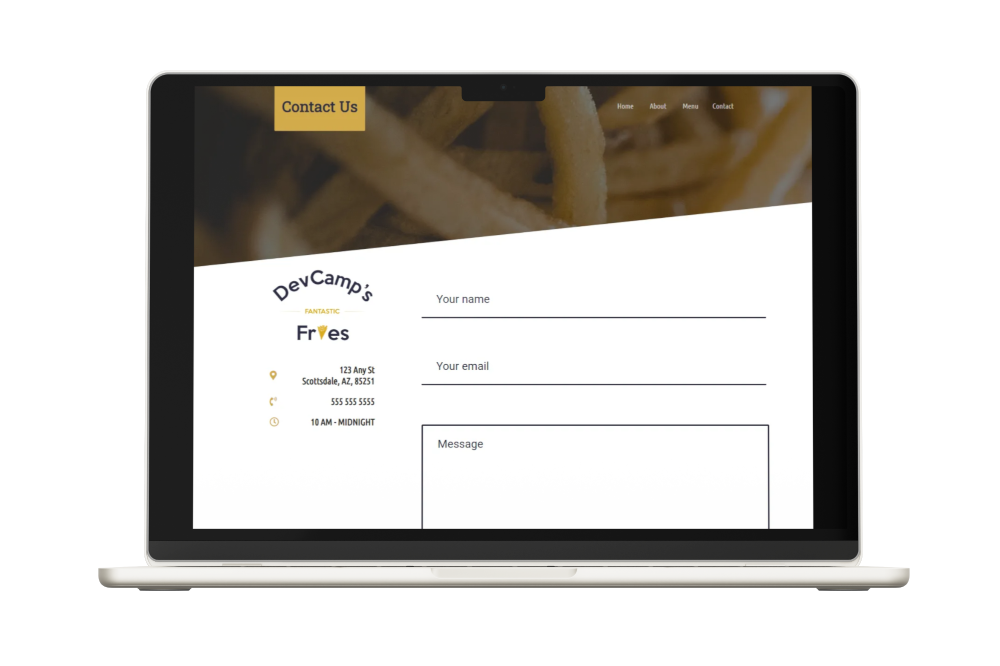 Contact Us
Home About Menu Contact
DevCamp's
FANTASTIC
Fries
123 Any St
Scottsdale, AZ, 85251
555 555 5555
10 AM - MIDNIGHT
Your name
Your email
Message